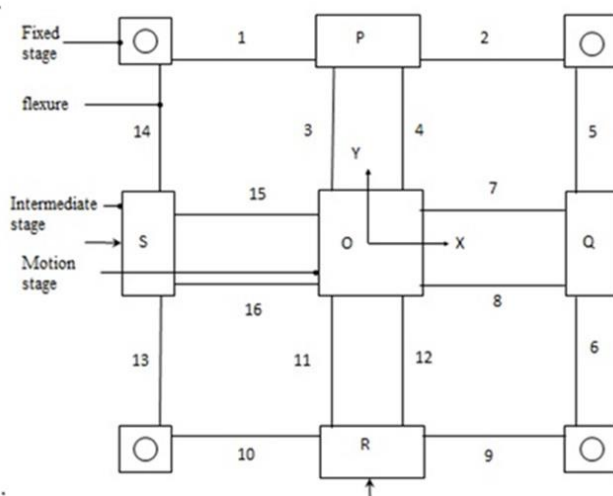 Fixed
stage
1
P
2
flexure
14
3
4
5
Y
Intermediate
stage
15
7
S
O
X
Q
Motion
stage
16
8
13
11
12
6
10
R
9